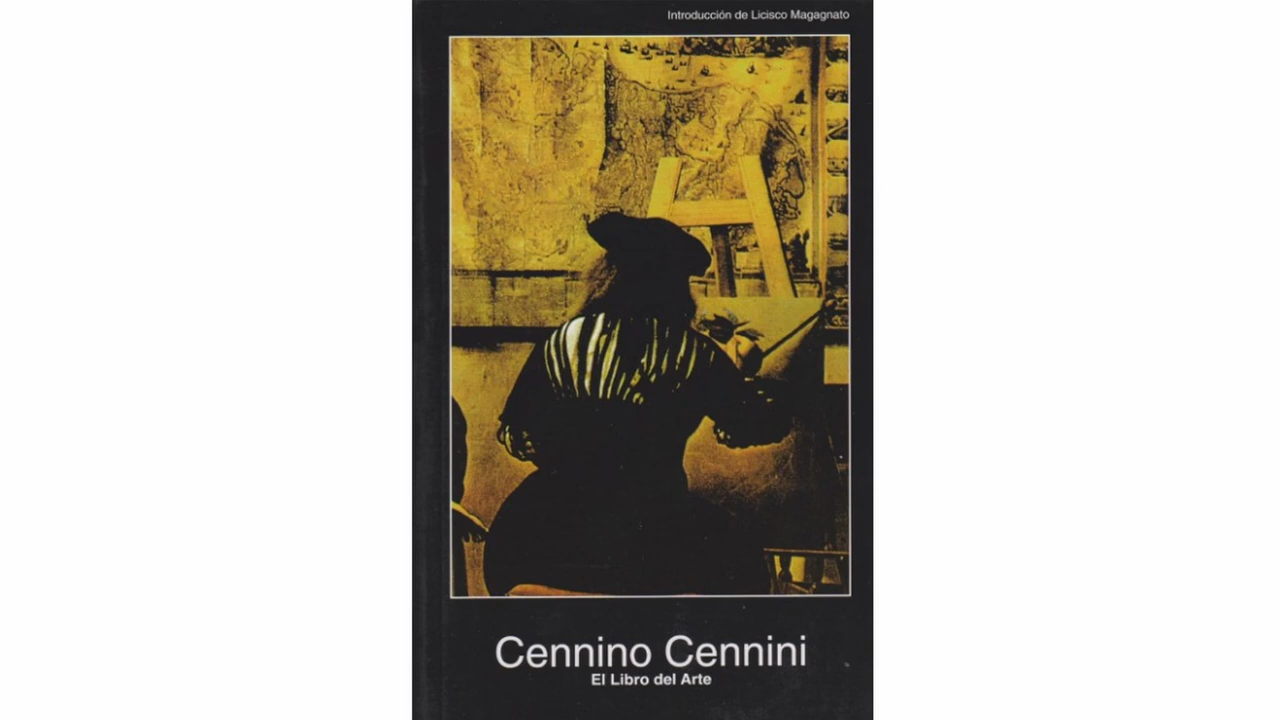 Introducción de Licisco Magagnato
Cennino Cennini
El Libro del Arte